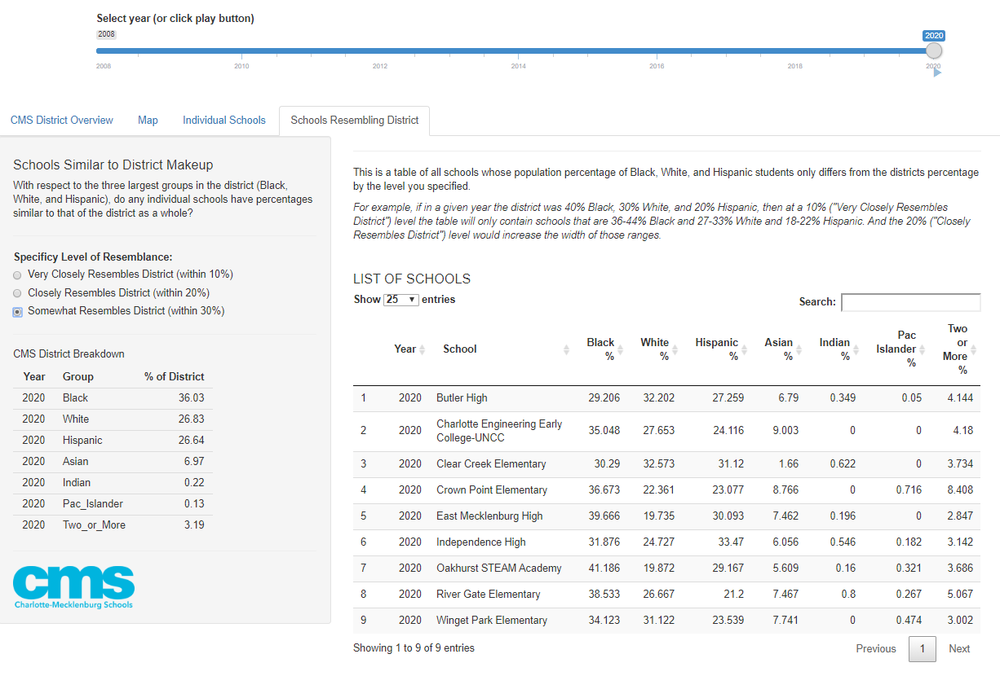 Select year (or click play button)
2008
2020
2008 2010 2012 2014 2016 2018 2020
CMS District Overview Map Individual Schools Schools Resembling District
Schools Similar to District Makeup
With respect to the three largest groups in the district (Black,
White, and Hispanic), do any individual schools have percentages
similar to that of the district as a whole?
Specificy Level of Resemblance:
Very Closely Resembles District (within 10%)
Closely Resembles District (within 20%)
Somewhat Resembles District (within 30%)
CMS District Breakdown
Year Group % of District
2020 Black 36.03
2020 White 26.83
2020 Hispanic 26.64
2020 Asian 6.97
2020 Indian 0.22
2020 Pac_Islander 0.13
2020 Two_or_More 3.19
cms
Charlotte-Mecklenburg Schools
This is a table of all schools whose population percentage of Black, White, and Hispanic students only differs from the districts percentage
by the level you specified.
For example, if in a given year the district was 40% Black, 30% White, and 20% Hispanic, then at a 10% ("Very Closely Resembles
District") level the table will only contain schools that are 36-44% Black and 27-33% White and 18-22% Hispanic. And the 20% ("Closely
Resembles District") level would increase the width of those ranges.
LIST OF SCHOOLS
Show 25 entries
Search:
Year School Black % White % Hispanic % Asian % Indian % Pac Islander % Two or More %
1 2020 Butler High 29.206 32.202 27.259 6.79 0.349 0.05 4.144
2 2020 Charlotte Engineering Early College-UNCC 35.048 27.653 24.116 9.003 0 0 4.18
3 2020 Clear Creek Elementary 30.29 32.573 31.12 1.66 0.622 0 3.734
4 2020 Crown Point Elementary 36.673 22.361 23.077 8.766 0 0.716 8.408
5 2020 East Mecklenburg High 39.666 19.735 30.093 7.462 0.196 0 2.847
6 2020 Independence High 31.876 24.727 33.47 6.056 0.546 0.182 3.142
7 2020 Oakhurst STEAM Academy 41.186 19.872 29.167 5.609 0.16 0.321 3.686
8 2020 River Gate Elementary 38.533 26.667 21.2 7.467 0.8 0.267 5.067
9 2020 Winget Park Elementary 34.123 31.122 23.539 7.741 0 0.474 3.002
Showing 1 to 9 of 9 entries
Previous 1 Next